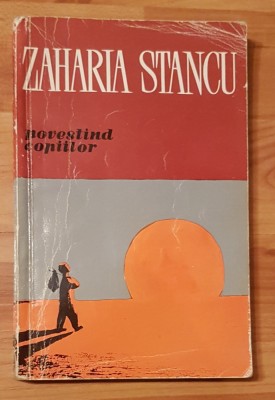 ZAHARIA STANCU
povestind
copiilor